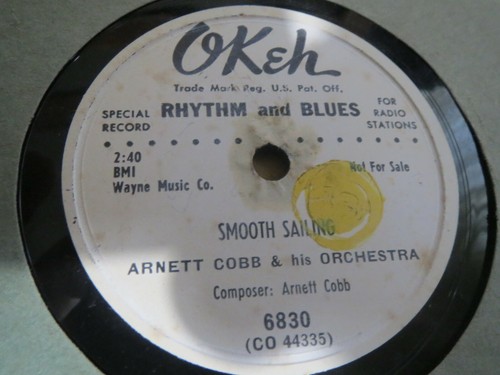 OKeh
Trade Mark Reg. U.S. Pat. Off.
SPECIAL RECORD
RHYTHM and BLUES
FOR RADIO STATIONS
2:40
BMI
Wayne Music Co.
Not For Sale
SMOOTH SAILING
ARNETT COBB & his ORCHESTRA
Composer: Arnett Cobb
6830
(CO 44335)